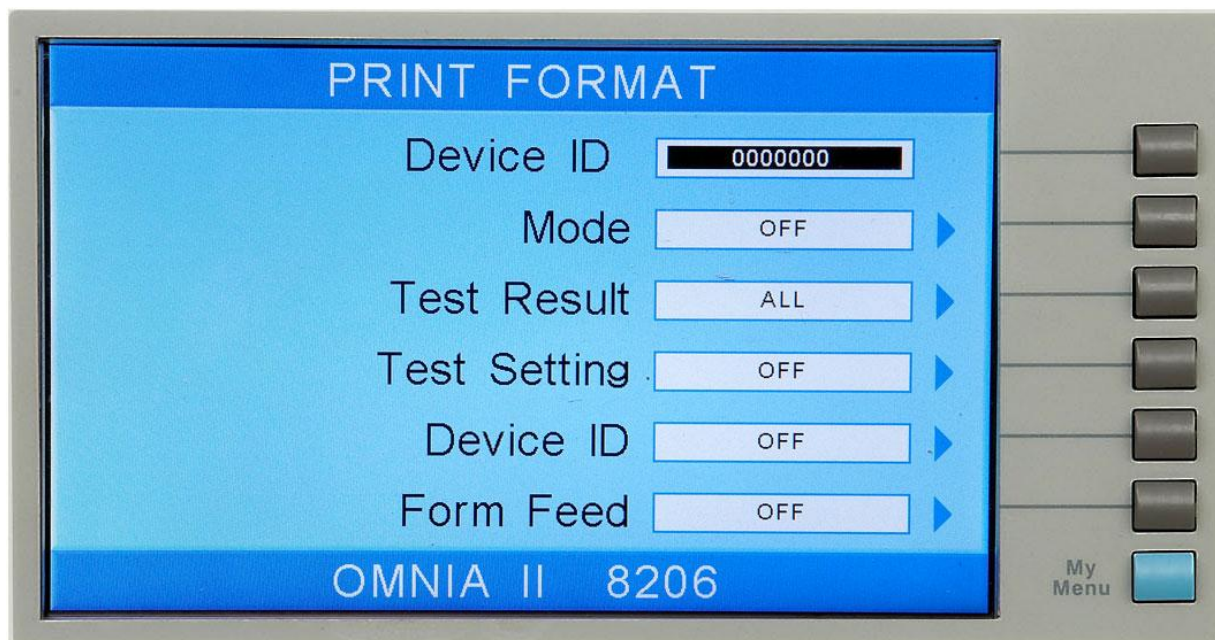 PRINT FORMAT
Device ID 0000000
Mode OFF
Test Result ALL
Test Setting OFF
Device ID OFF
Form Feed OFF
OMNIA II 8206
My
Menu